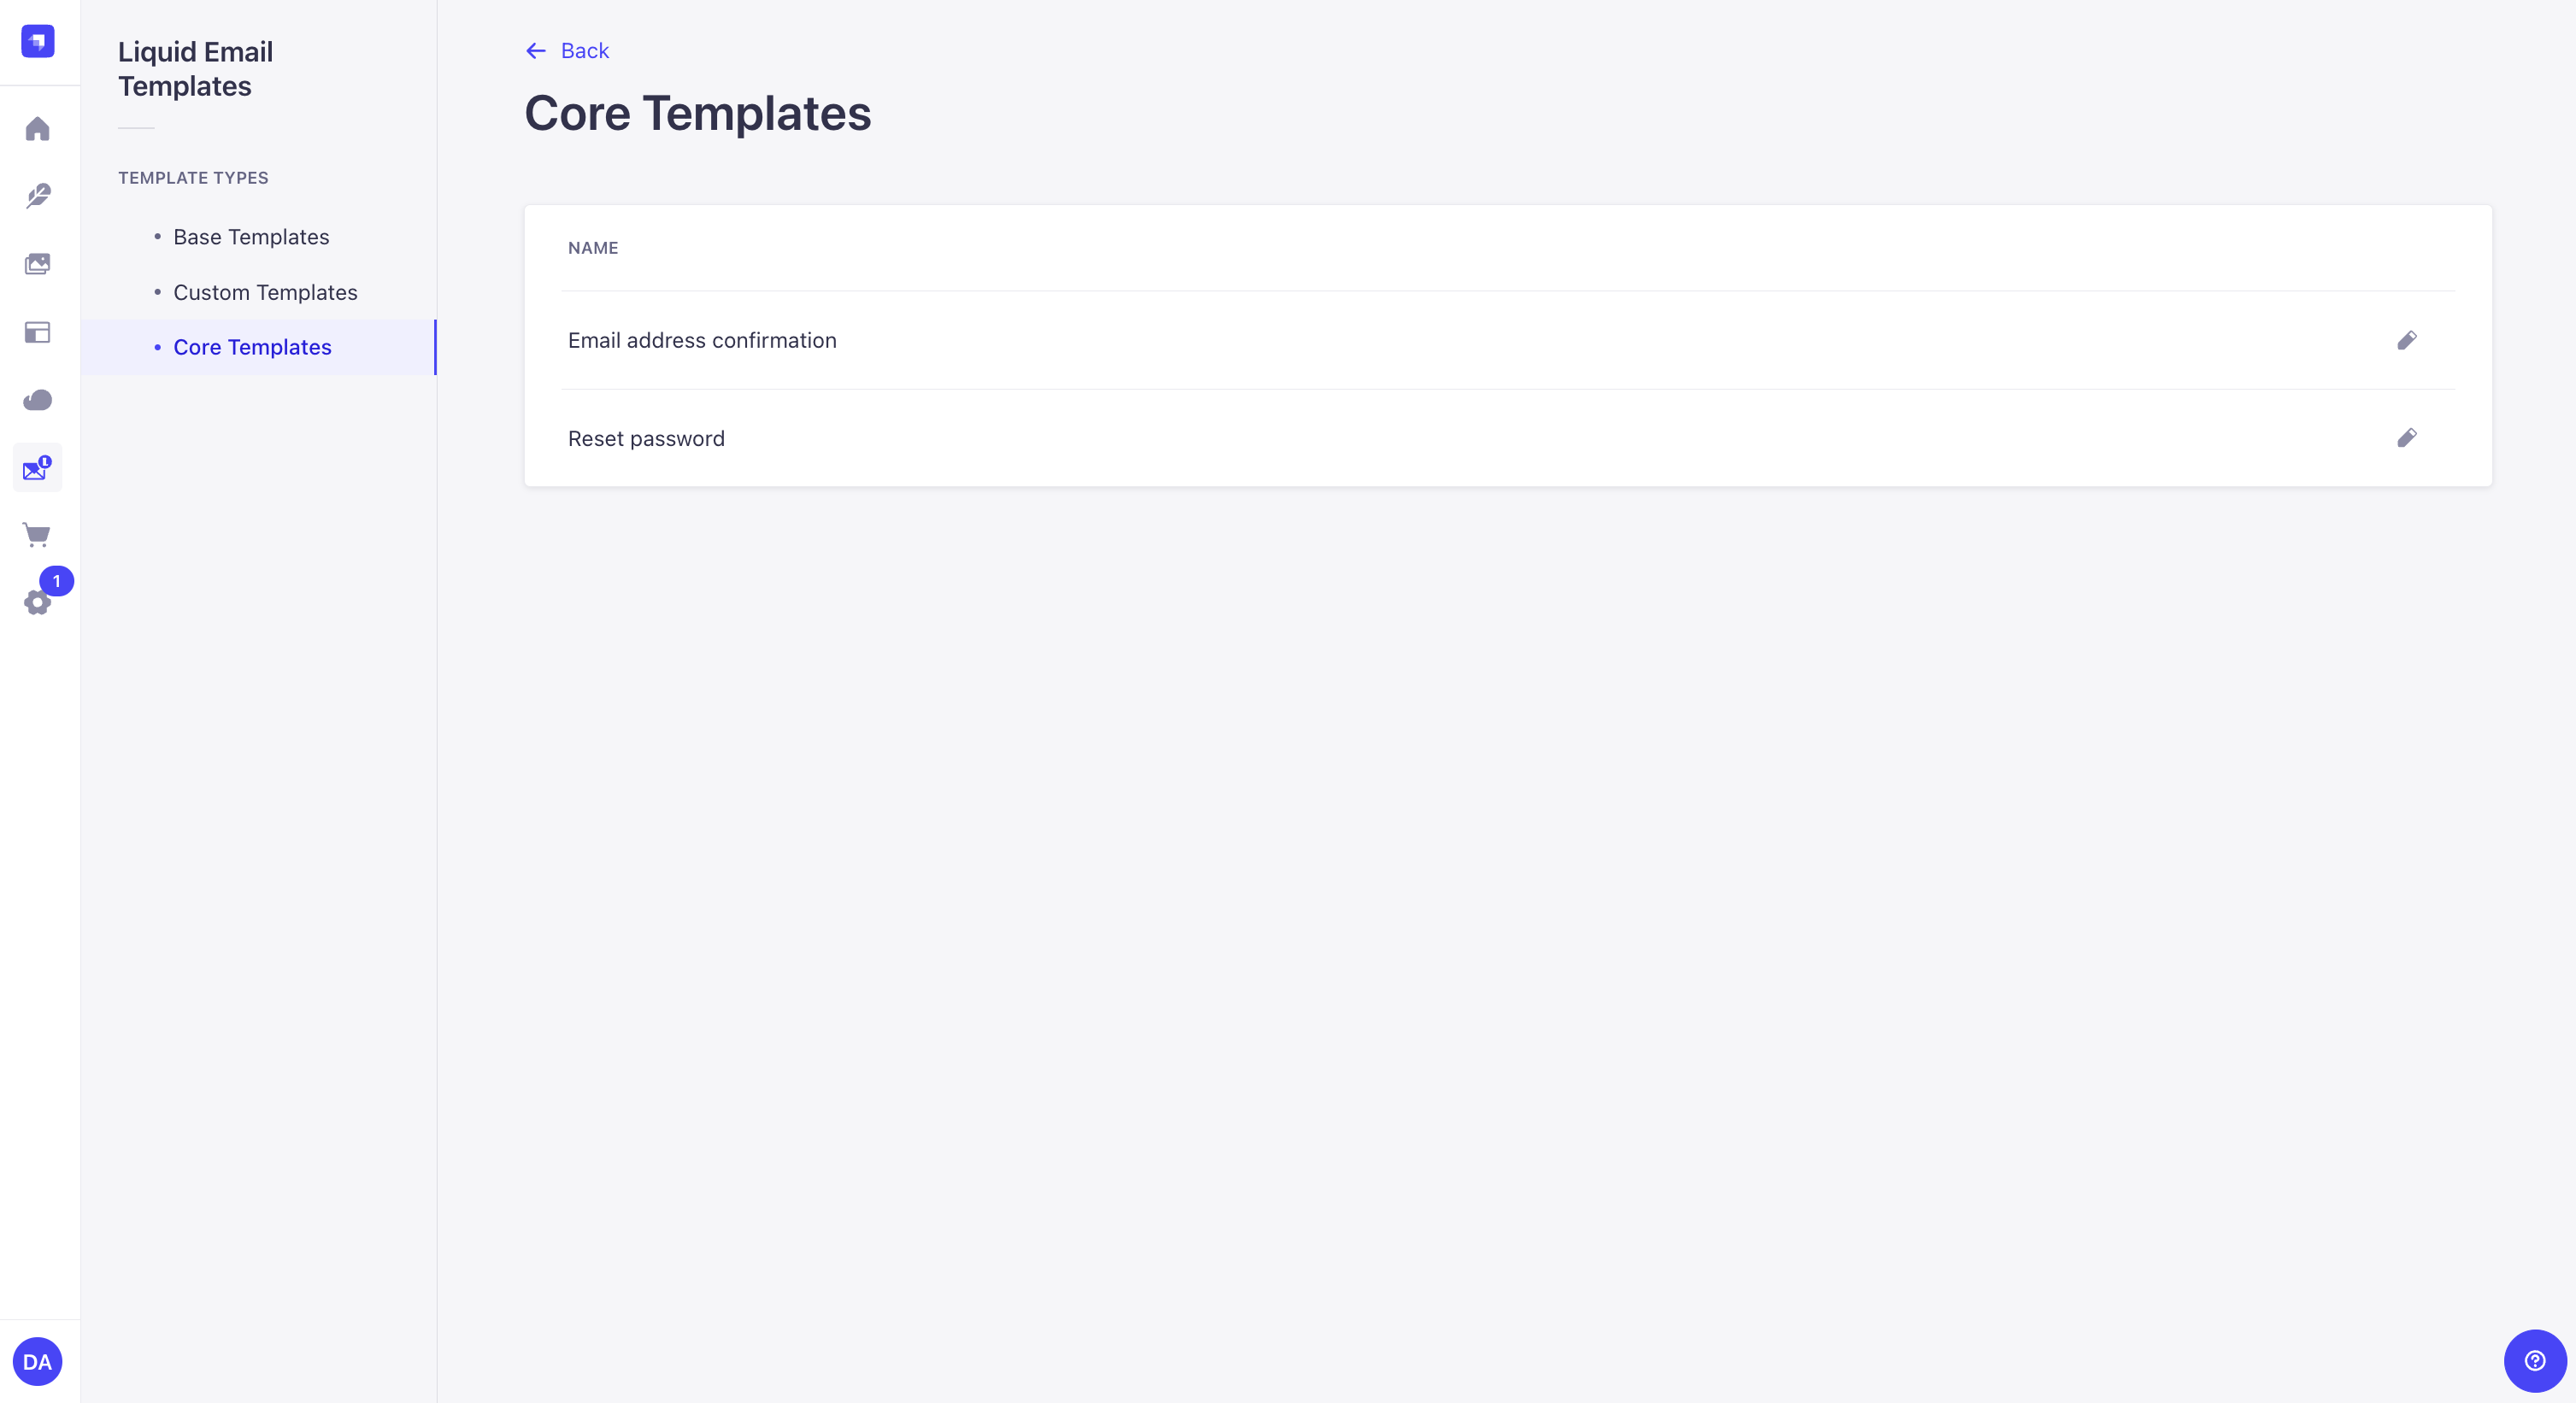 Liquid Email
Templates
TEMPLATE TYPES
Base Templates
Custom Templates
Core Templates
1
DA
Back
Core Templates
NAME
Email address confirmation
Reset password